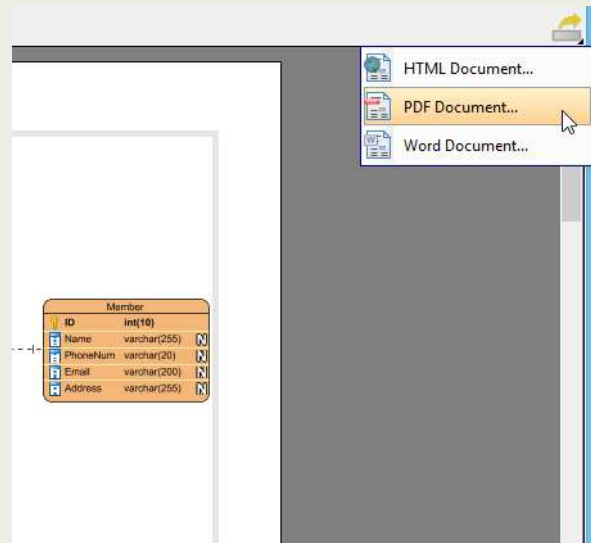 HTML Document...
PDF Document...
Word Document...
Member
ID int(10)
Name varchar(255) N
PhoneNum varchar(20) N
Email varchar(200) N
Address varchar(255) N